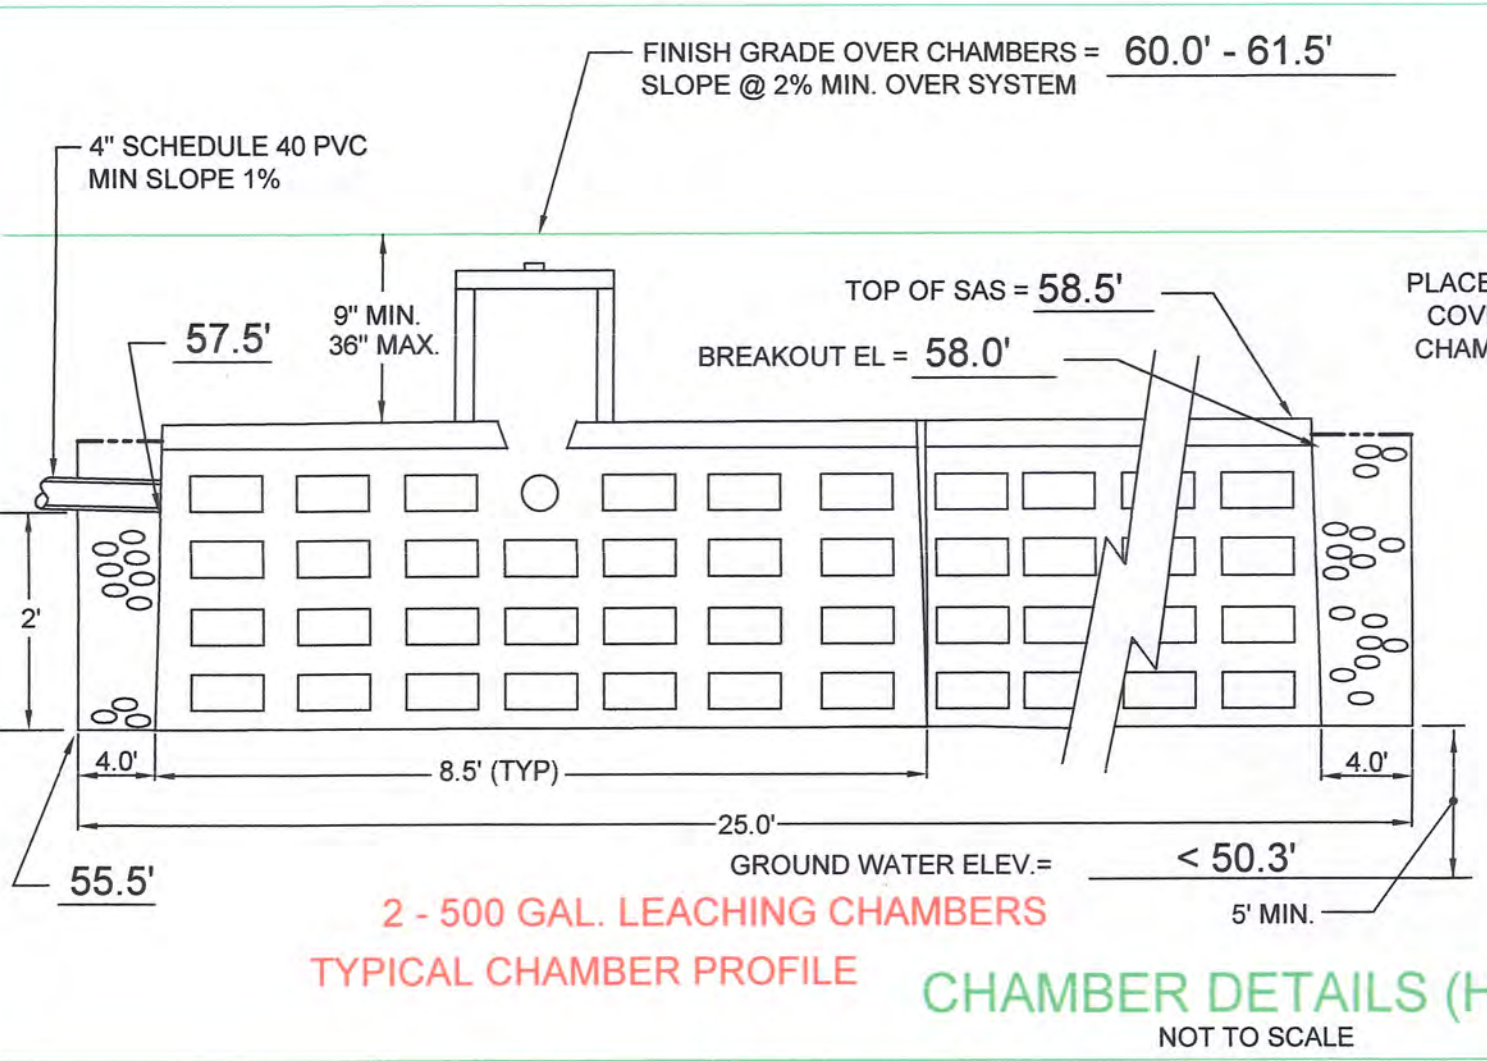 FINISH GRADE OVER CHAMBERS = 60.0' - 61.5'
SLOPE @ 2% MIN. OVER SYSTEM
4" SCHEDULE 40 PVC
MIN SLOPE 1%
9" MIN.
36" MAX.
57.5'
TOP OF SAS = 58.5'
BREAKOUT EL = 58.0'
PLACE
COV
CHAM
2'
4.0'
8.5' (TYP)
4.0'
25.0'
55.5'
GROUND WATER ELEV.= < 50.3'
5' MIN.
2 - 500 GAL. LEACHING CHAMBERS
TYPICAL CHAMBER PROFILE
CHAMBER DETAILS (H
NOT TO SCALE